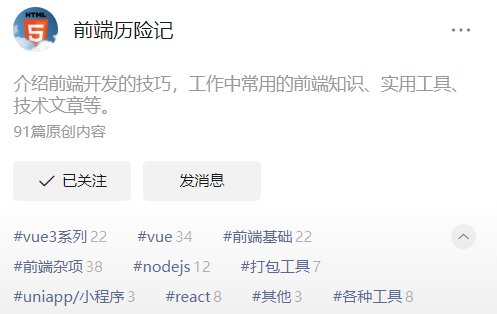 HTML
5
前端历险记
介绍前端开发的技巧，工作中常用的前端知识、实用工具、
技术文章等。
91篇原创内容
已关注 发消息
#vue3系列 22 #vue 34 #前端基础 22
#前端杂项 38 #nodejs 12 #打包工具 7
#uniapp/小程序 3 #react 8 #其他 3 #各种工具 8